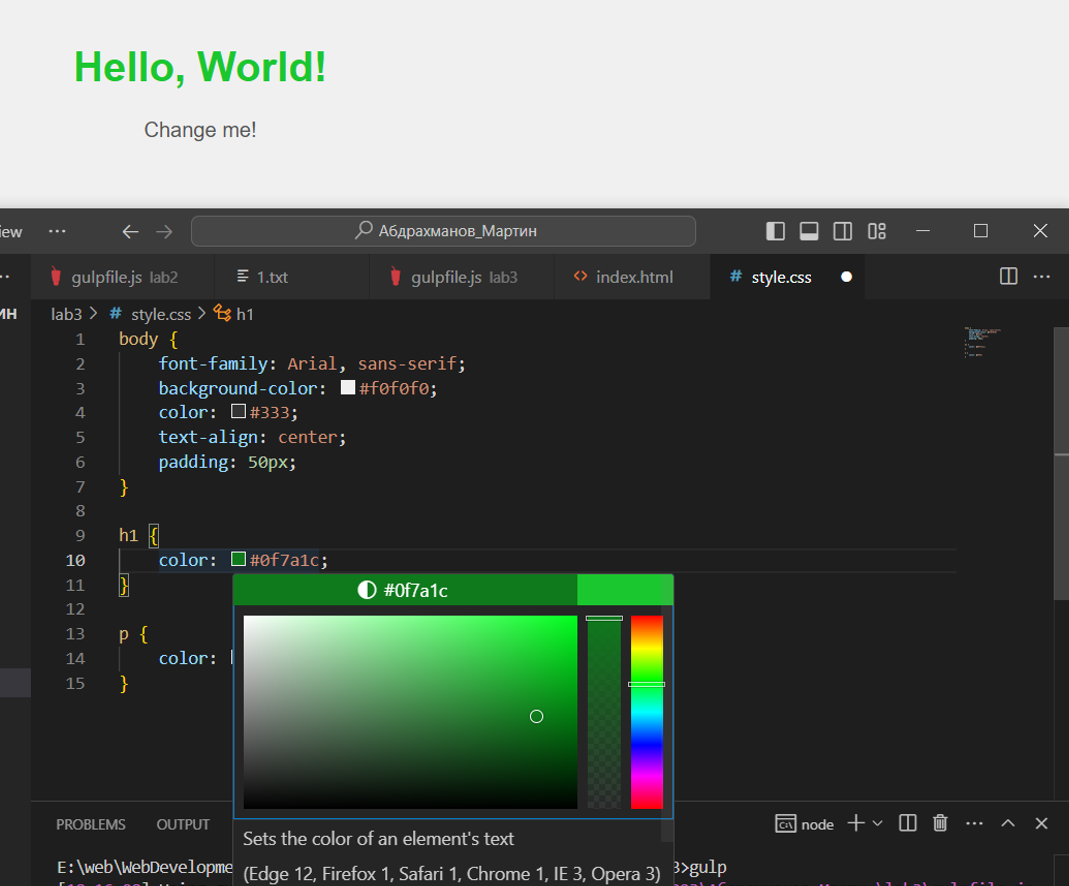 Hello, World!
Change me!
iew ··· Абдрахманов_Мартин
gulpfile.js lab2 1.txt gulpfile.js lab3 index.html # style.css
ИН lab3 > # style.css > h1
1 body {
2 font-family: Arial, sans-serif;
3 background-color: #f0f0f0;
4 color: #333;
5 text-align: center;
6 padding: 50px;
7 }
8
9 h1 {
10 color: #0f7a1c;
11 }
#0f7a1c
12
13 p {
14 color:
15 }
PROBLEMS OUTPUT node
Sets the color of an element's text
E:\web\WebDevelopme 3>gulp
(Edge 12, Firefox 1, Safari 1, Chrome 1, IE 3, Opera 3)